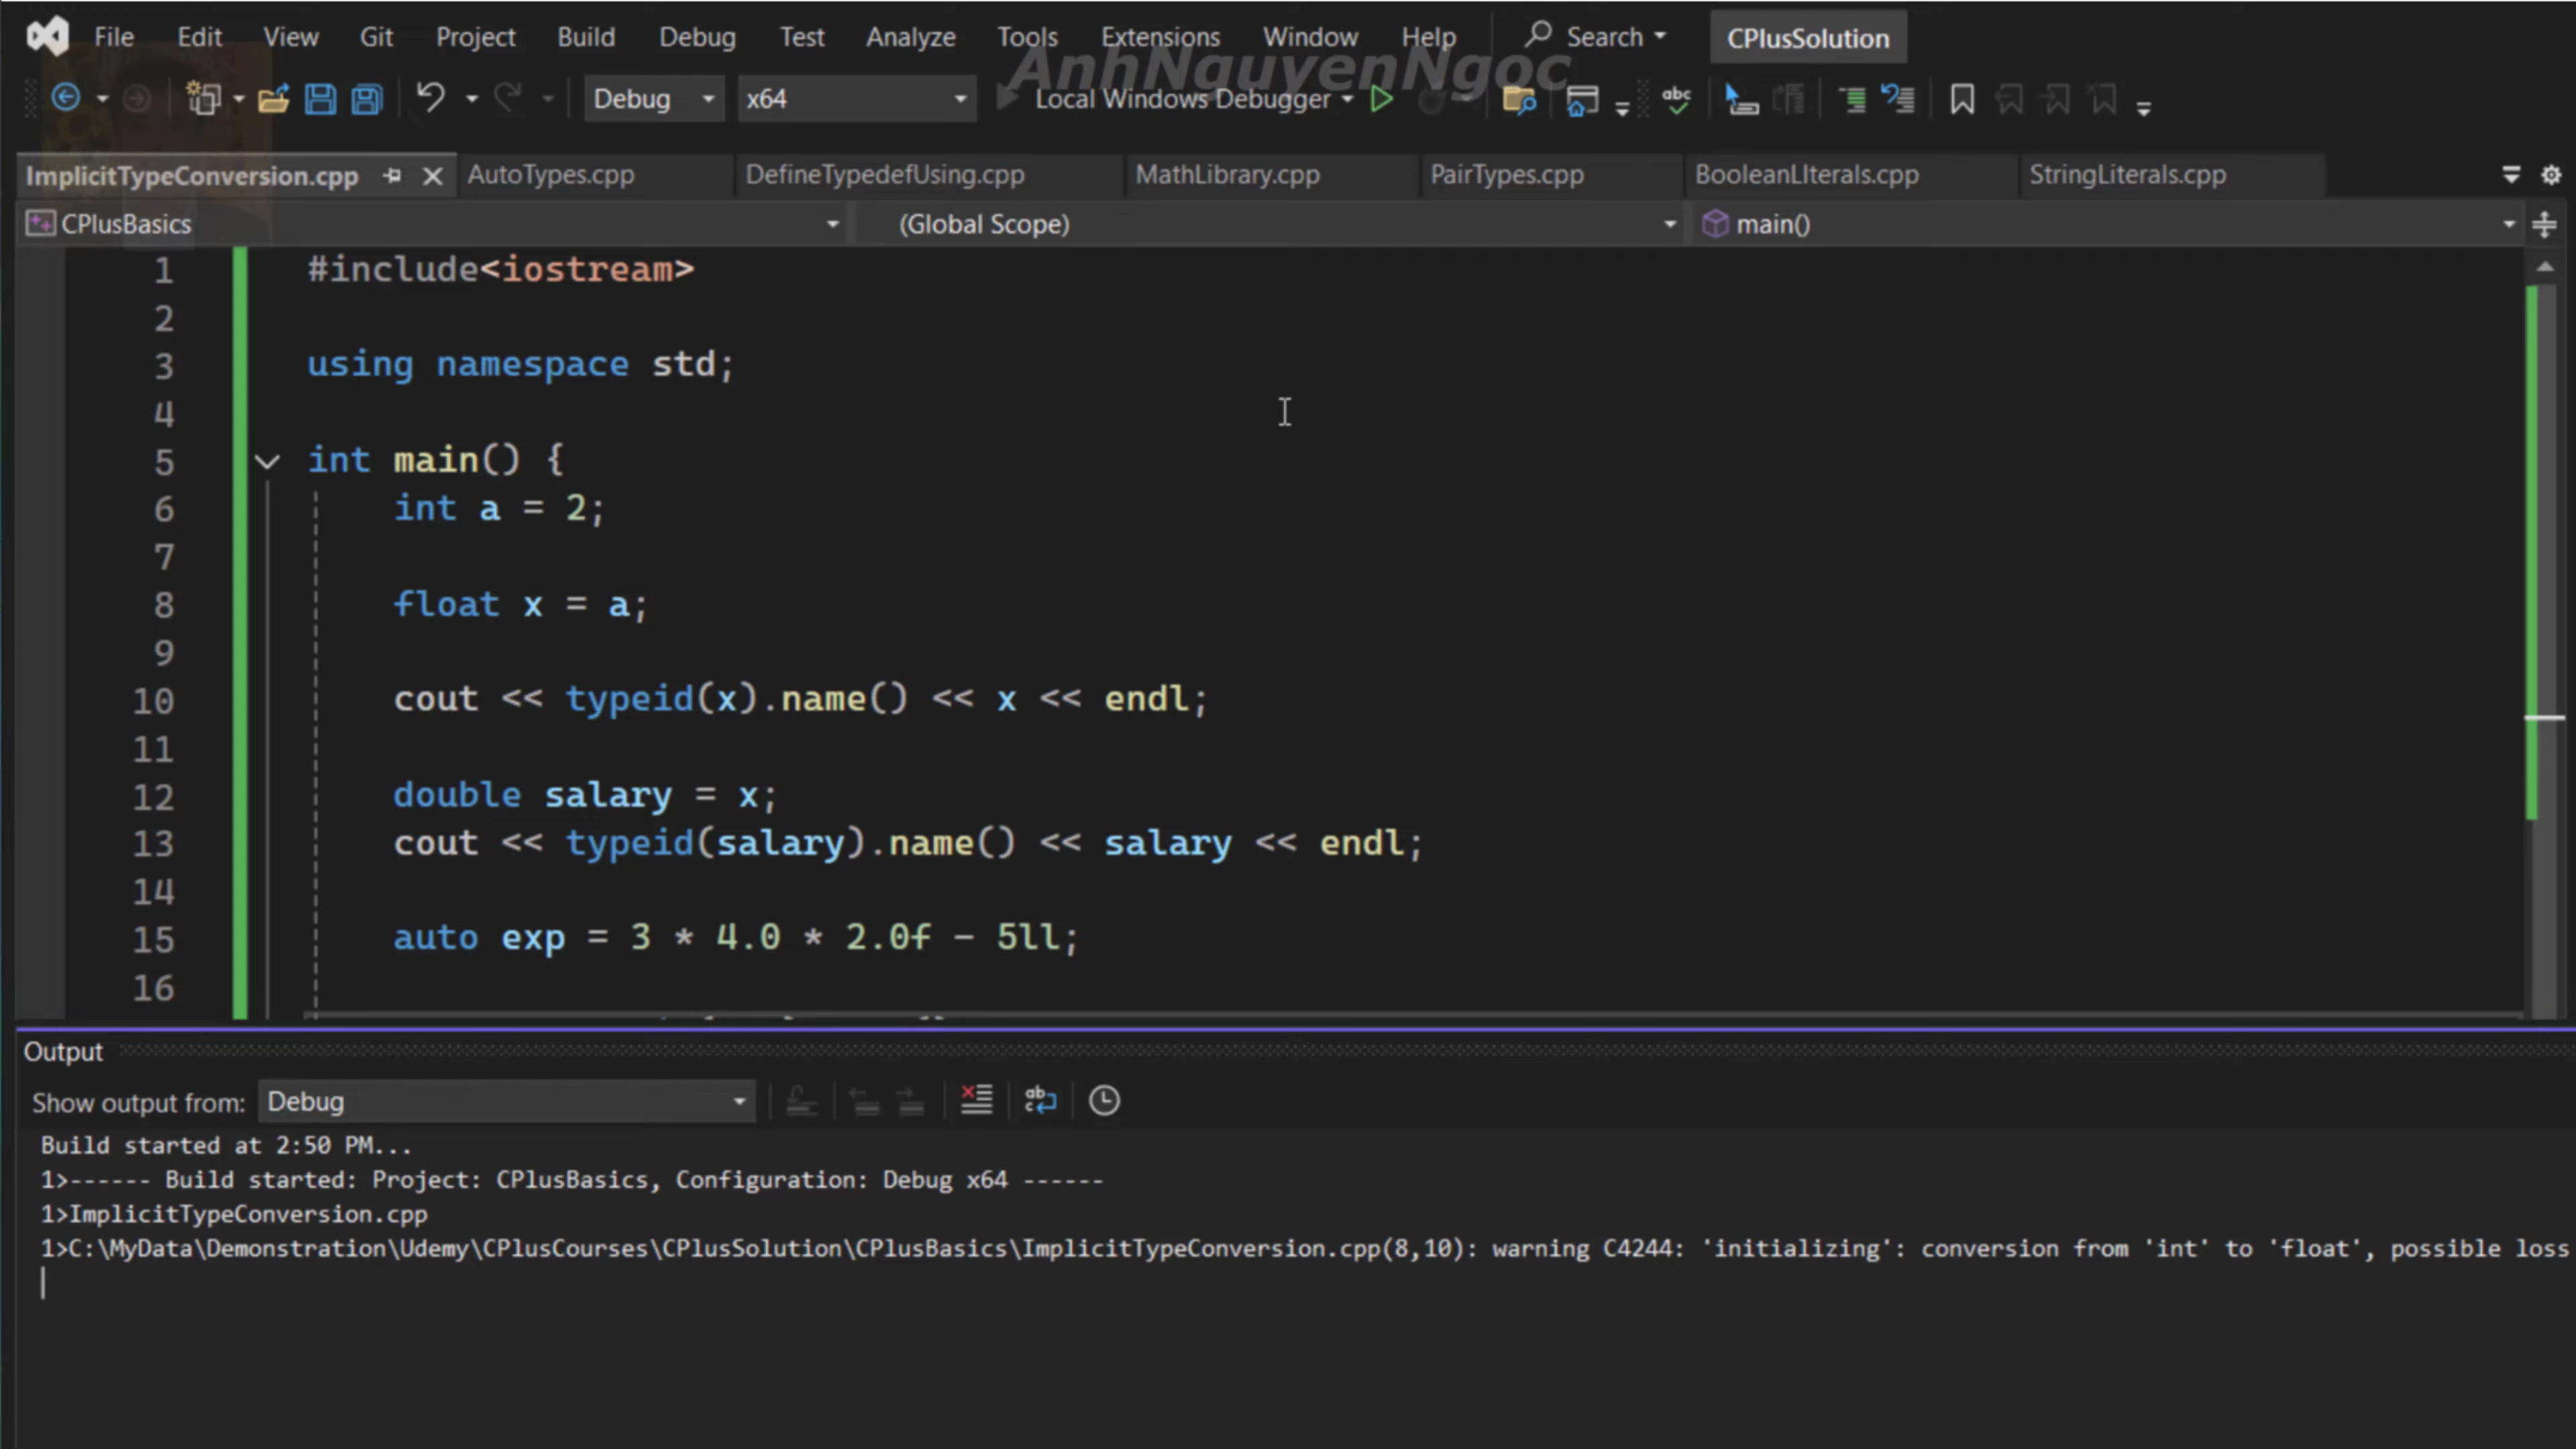 File Edit View Git Project Build Debug Test Analyze Tools Extensions Window Help Search CPlusSolution
AnhNguyenNgoc
Debug x64 Local Windows Debugger abc
ImplicitTypeConversion.cpp AutoTypes.cpp DefineTypedefUsing.cpp MathLibrary.cpp PairTypes.cpp BooleanLIterals.cpp StringLiterals.cpp
CPlusBasics (Global Scope) main()
1 #include<iostream>
2
3 using namespace std;
4
5 int main() {
6 int a = 2;
7
8 float x = a;
9
10 cout << typeid(x).name() << x << endl;
11
12 double salary = x;
13 cout << typeid(salary).name() << salary << endl;
14
15 auto exp = 3 * 4.0 * 2.0f - 5ll;
16
Output
Show output from: Debug
Build started at 2:50 PM...
1>------ Build started: Project: CPlusBasics, Configuration: Debug x64 ------
1>ImplicitTypeConversion.cpp
1>C:\MyData\Demonstration\Udemy\CPlusCourses\CPlusSolution\CPlusBasics\ImplicitTypeConversion.cpp(8,10): warning C4244: 'initializing': conversion from 'int' to 'float', possible loss